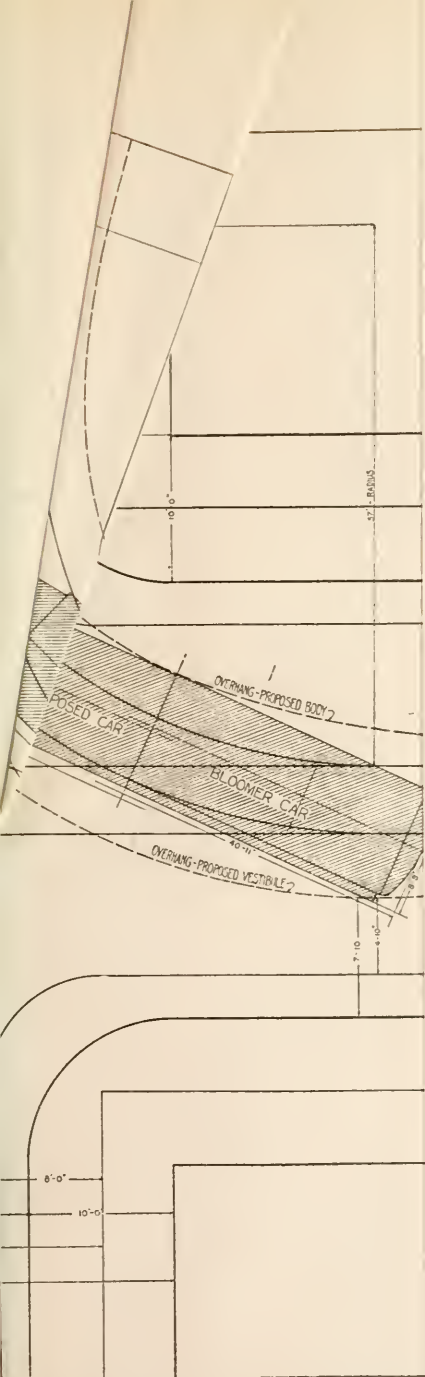 10'-0"
37'- RADIUS
OVERHANG-PROPOSED BODY
POSED CAR
BLOOMER CAR
40-11"
OVERHANG-PROPOSED VESTIBULE
7-10
6-10"
8'-0"
10'-0"